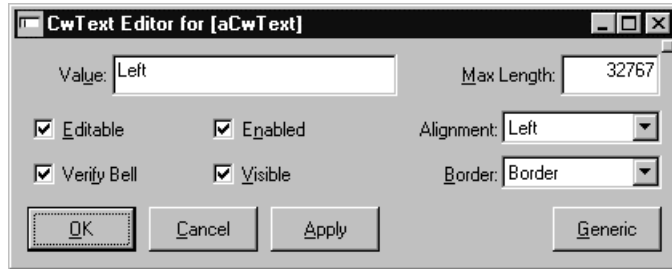 CwText Editor for [aCwText]
Value: Left Max Length: 32767
Editable Enabled Alignment: Left
Verify Bell Visible Border: Border
OK Cancel Apply Generic